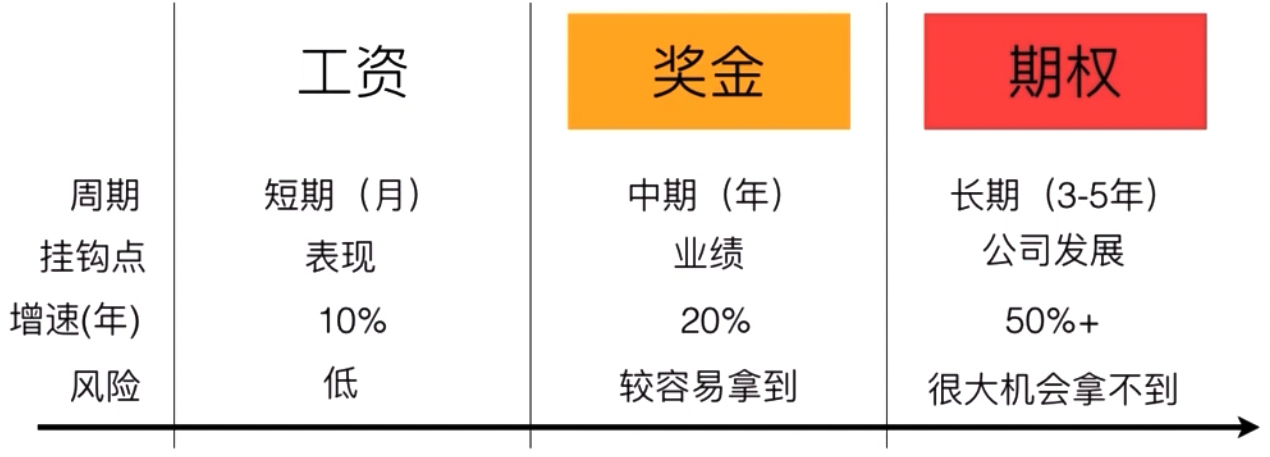 工资 奖金 期权
周期 短期（月） 中期（年） 长期（3-5年）
挂钩点 表现 业绩 公司发展
增速(年) 10% 20% 50%+
风险 低 较容易拿到 很大机会拿不到